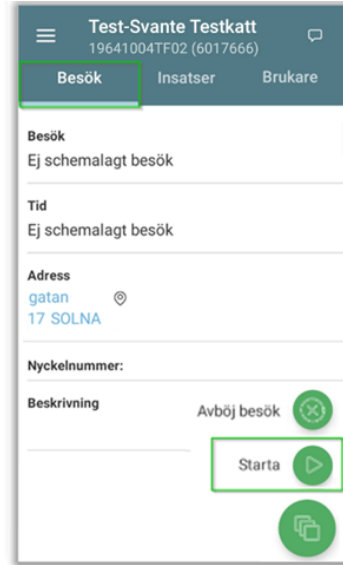 Test-Svante Testkatt
19641004TF02 (6017666)
Besök Insatser Brukare
Besök
Ej schemalagt besök
Tid
Ej schemalagt besök
Adress
gatan
17 SOLNA
Nyckelnummer:
Beskrivning
Avböj besök
Starta